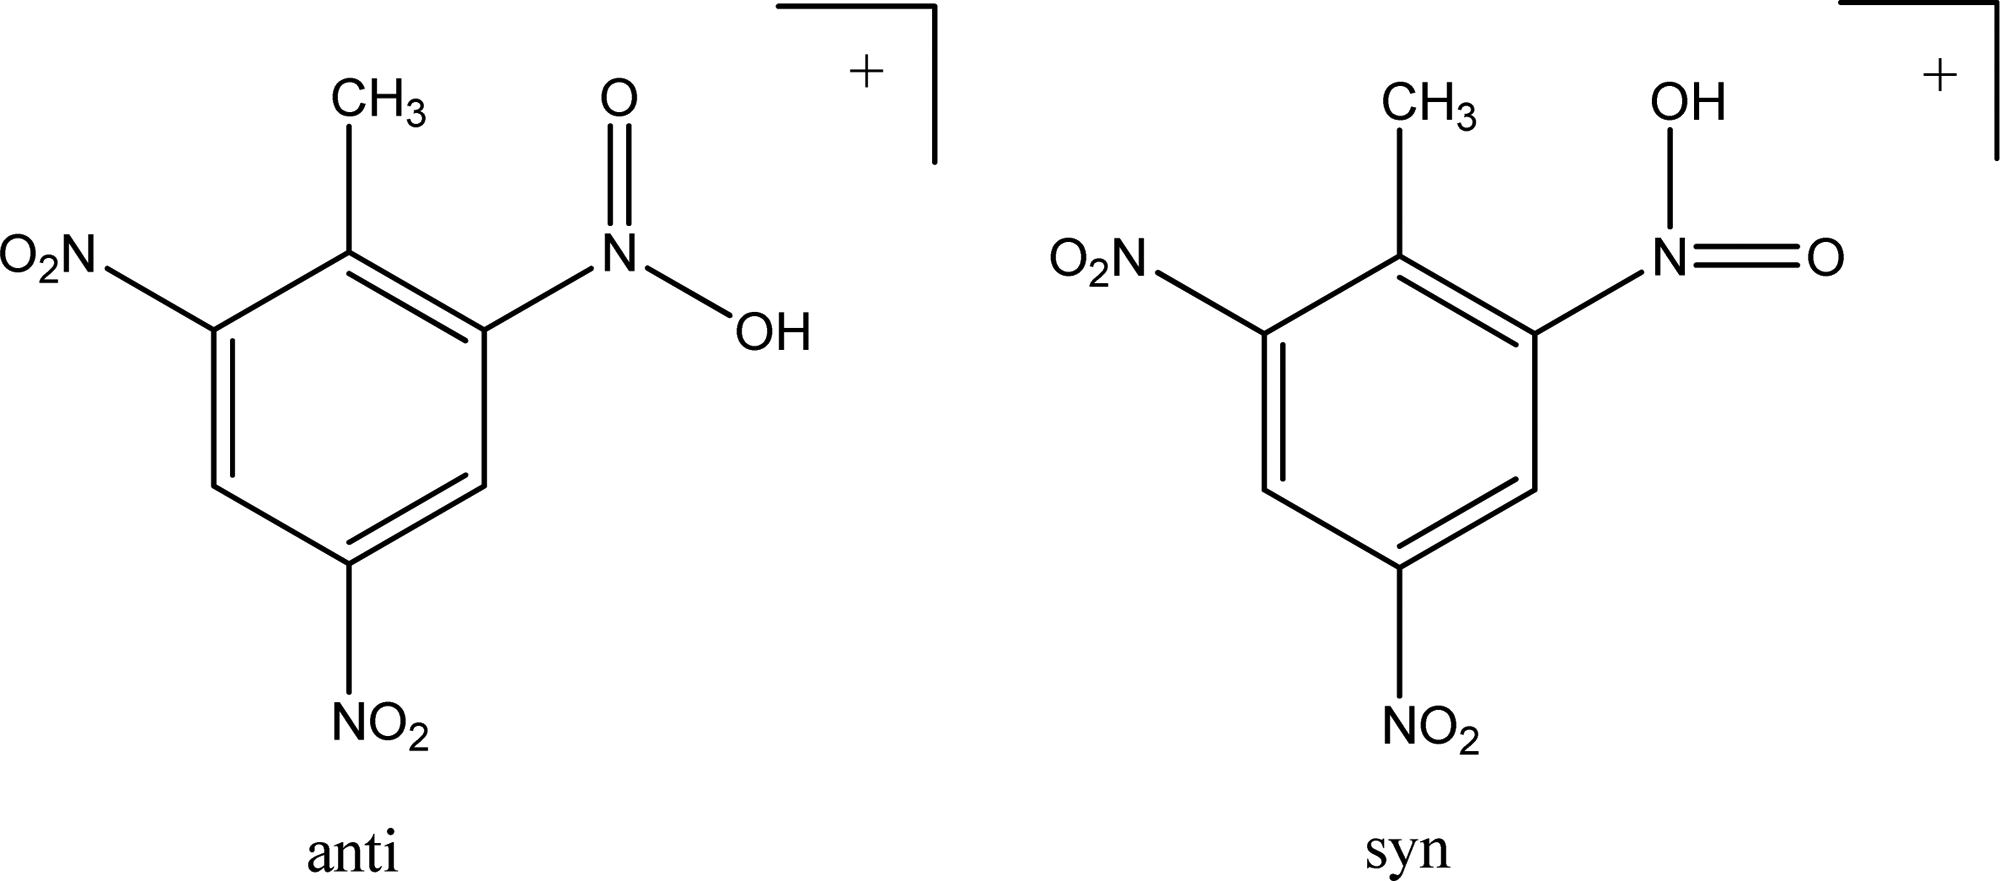 CH₃ O +
O₂N N
OH
NO₂
anti
CH₃ OH +
O₂N N O
NO₂
syn